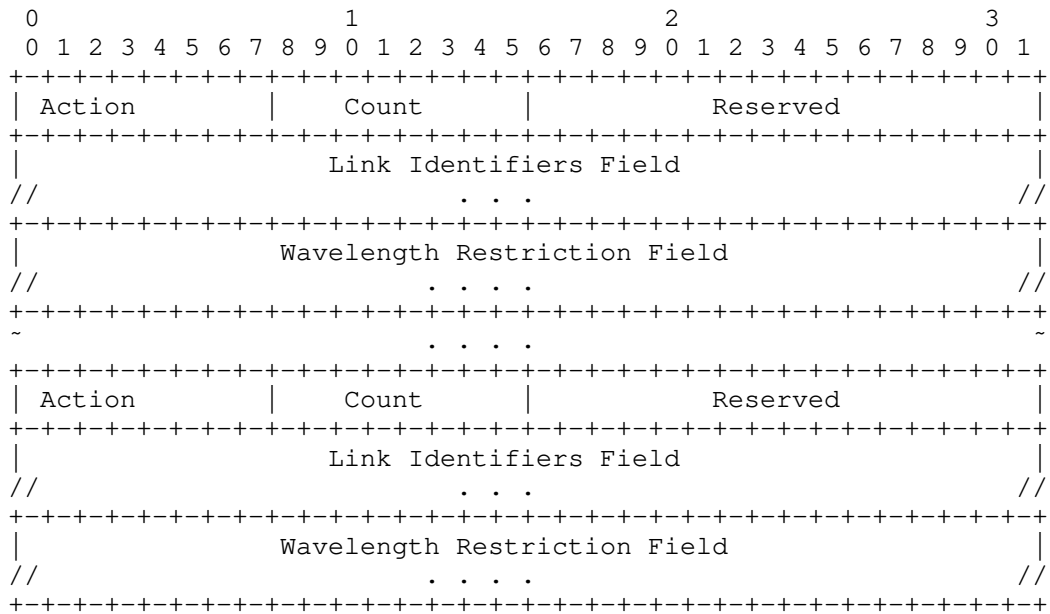 0                   1                   2                   3
 0 1 2 3 4 5 6 7 8 9 0 1 2 3 4 5 6 7 8 9 0 1 2 3 4 5 6 7 8 9 0 1
+-+-+-+-+-+-+-+-+-+-+-+-+-+-+-+-+-+-+-+-+-+-+-+-+-+-+-+-+-+-+-+-+
| Action        |    Count      |           Reserved            |
+-+-+-+-+-+-+-+-+-+-+-+-+-+-+-+-+-+-+-+-+-+-+-+-+-+-+-+-+-+-+-+-+
|                   Link Identifiers Field                      |
//                          . . .                              //
+-+-+-+-+-+-+-+-+-+-+-+-+-+-+-+-+-+-+-+-+-+-+-+-+-+-+-+-+-+-+-+-+
|                Wavelength Restriction Field                   |
//                        . . . .                              //
+-+-+-+-+-+-+-+-+-+-+-+-+-+-+-+-+-+-+-+-+-+-+-+-+-+-+-+-+-+-+-+-+
~                         . . . .                               ~
+-+-+-+-+-+-+-+-+-+-+-+-+-+-+-+-+-+-+-+-+-+-+-+-+-+-+-+-+-+-+-+-+
| Action        |    Count      |           Reserved            |
+-+-+-+-+-+-+-+-+-+-+-+-+-+-+-+-+-+-+-+-+-+-+-+-+-+-+-+-+-+-+-+-+
|                   Link Identifiers Field                      |
//                          . . .                              //
+-+-+-+-+-+-+-+-+-+-+-+-+-+-+-+-+-+-+-+-+-+-+-+-+-+-+-+-+-+-+-+-+
|                Wavelength Restriction Field                   |
//                        . . . .                              //
+-+-+-+-+-+-+-+-+-+-+-+-+-+-+-+-+-+-+-+-+-+-+-+-+-+-+-+-+-+-+-+-+